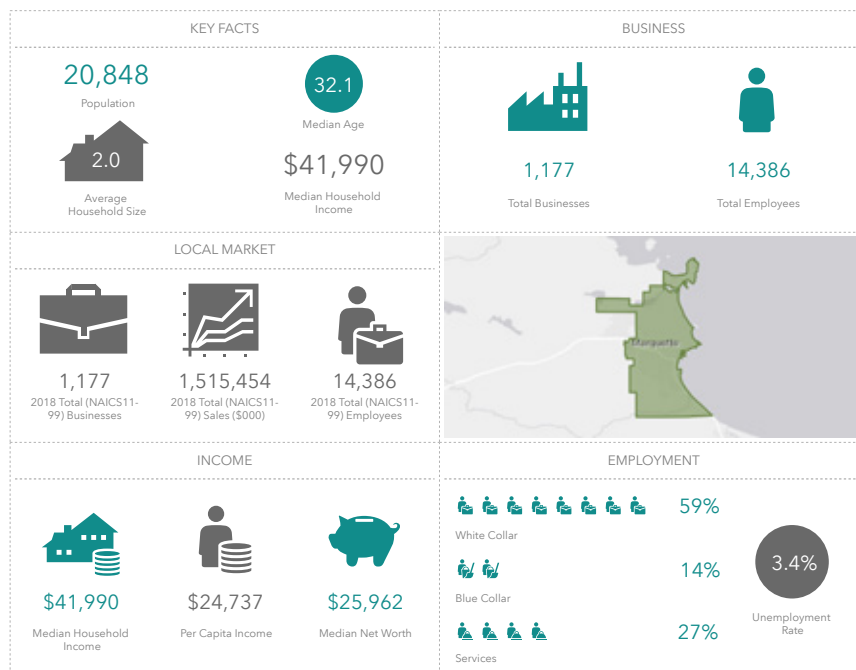 KEY FACTS
20,848
Population
32.1
Median Age
2.0
Average
Household Size
$41,990
Median Household
Income
BUSINESS
1,177
Total Businesses
14,386
Total Employees
LOCAL MARKET
1,177
2018 Total (NAICS11-
99) Businesses
1,515,454
2018 Total (NAICS11-
99) Sales ($000)
14,386
2018 Total (NAICS11-
99) Employees
Marquette
INCOME
$41,990
Median Household
Income
$24,737
Per Capita Income
$25,962
Median Net Worth
EMPLOYMENT
59%
White Collar
14%
Blue Collar
27%
Services
3.4%
Unemployment
Rate